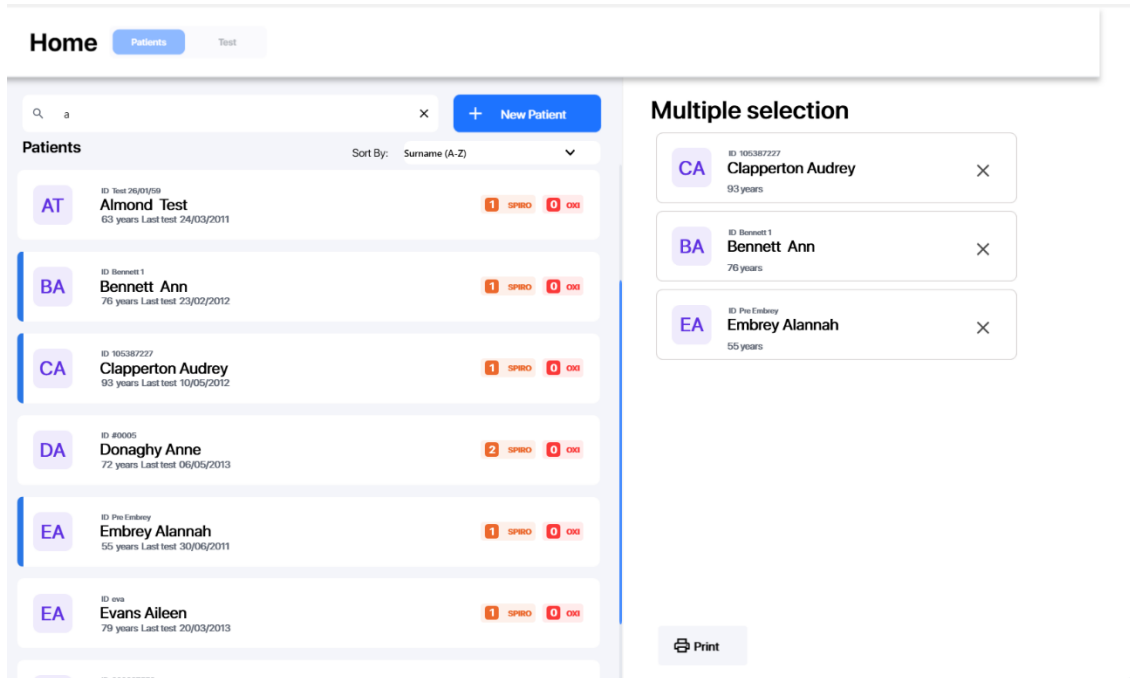 Home Patients Test
a
+ New Patient
Patients
Sort By: Surname (A-Z)
AT
ID Test 26/01/59
Almond Test
63 years Last test 24/03/2011
1 SPIRO 0 OXI
BA
ID Bennett 1
Bennett Ann
76 years Last test 23/02/2012
1 SPIRO 0 OXI
CA
ID 105387227
Clapperton Audrey
93 years Last test 10/05/2012
1 SPIRO 0 OXI
DA
ID #0005
Donaghy Anne
72 years Last test 06/05/2013
2 SPIRO 0 OXI
EA
ID Pre Embrey
Embrey Alannah
55 years Last test 30/06/2011
1 SPIRO 0 OXI
EA
ID eva
Evans Aileen
79 years Last test 20/03/2013
1 SPIRO 0 OXI
Multiple selection
CA
ID 105387227
Clapperton Audrey
93 years
BA
ID Bennett 1
Bennett Ann
76 years
EA
ID Pre Embrey
Embrey Alannah
55 years
Print